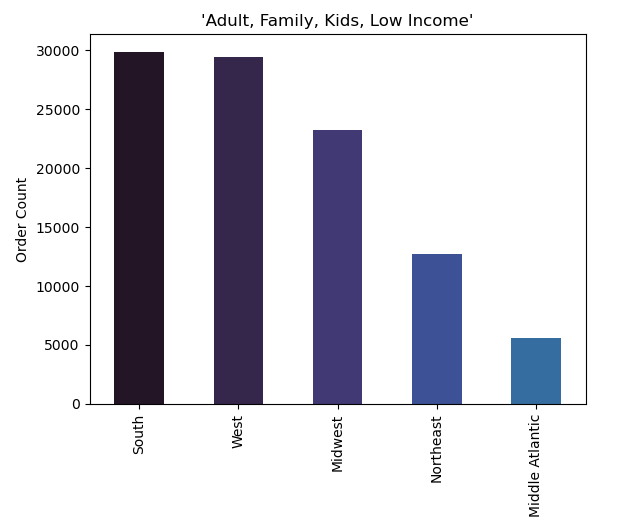 'Adult, Family, Kids, Low Income'
30000
25000
20000
15000
10000
5000
0
Order Count
South
West
Midwest
Northeast
Middle Atlantic